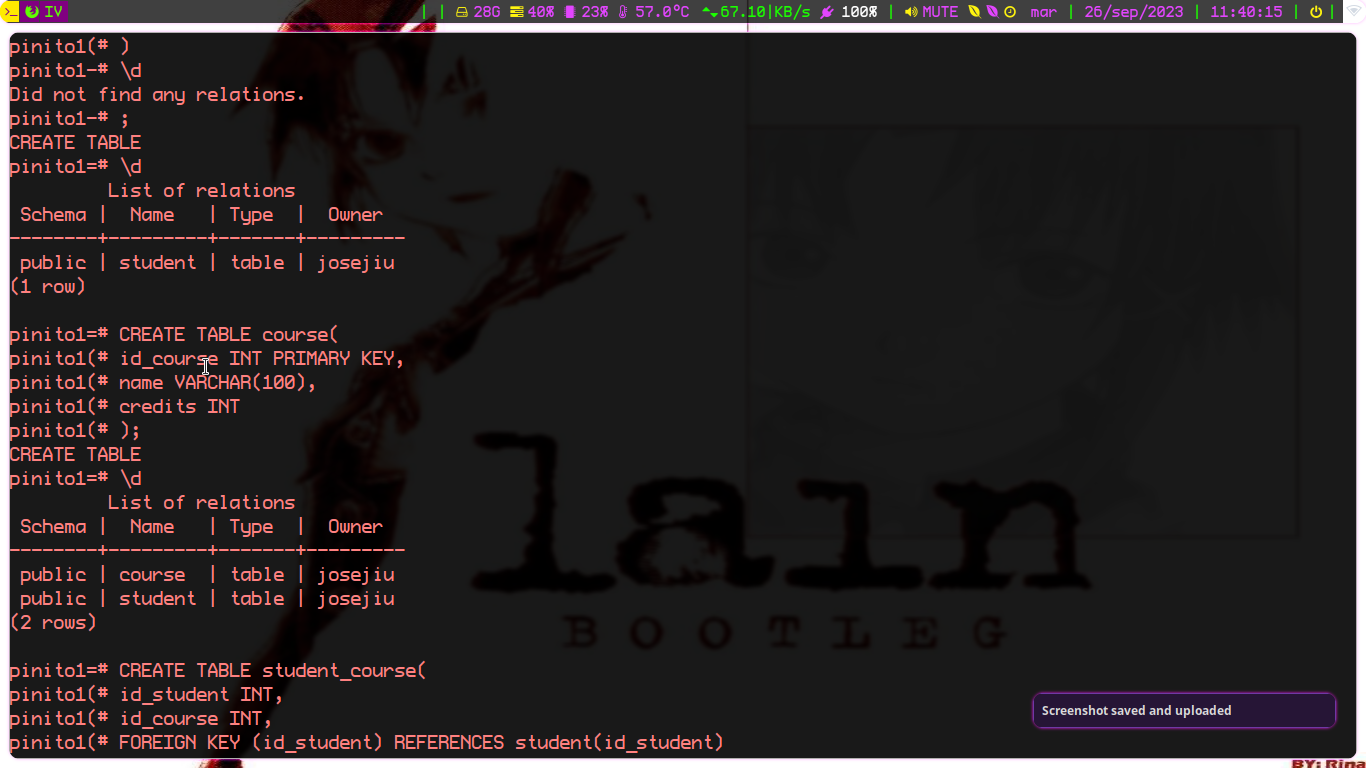 IV | | 28G 40% 23% 57.0°C 67.10|KB/s 100% | MUTE | mar | 26/sep/2023 | 11:40:15 | |
pinito1(# )
pinito1-# \d
Did not find any relations.
pinito1-# ;
CREATE TABLE
pinito1=# \d
List of relations
Schema | Name | Type | Owner
--------+---------+-------+---------
public | student | table | josejiu
(1 row)
pinito1=# CREATE TABLE course(
pinito1(# id_course INT PRIMARY KEY,
pinito1(# name VARCHAR(100),
pinito1(# credits INT
pinito1(# );
CREATE TABLE
pinito1=# \d
List of relations
Schema | Name | Type | Owner
--------+---------+-------+---------
public | course | table | josejiu
public | student | table | josejiu
(2 rows)
pinito1=# CREATE TABLE student_course(
pinito1(# id_student INT,
pinito1(# id_course INT,
pinito1(# FOREIGN KEY (id_student) REFERENCES student(id_student)
lain
BOOTLEG
Screenshot saved and uploaded
BY: Rina